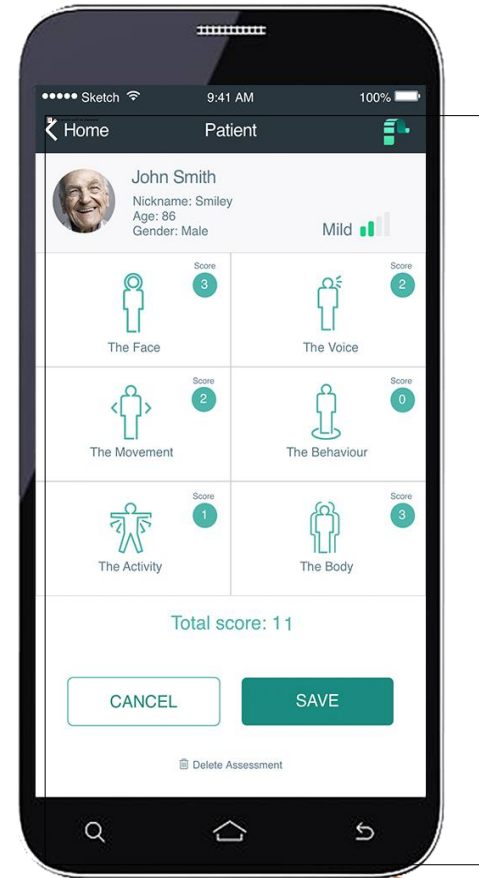 Sketch 9:41 AM 100%
Home Patient
John Smith
Nickname: Smiley
Age: 86
Gender: Male
Mild
Score
3
The Face
Score
2
The Voice
Score
2
The Movement
Score
0
The Behaviour
Score
1
The Activity
Score
3
The Body
Total score: 11
CANCEL
SAVE
Delete Assessment